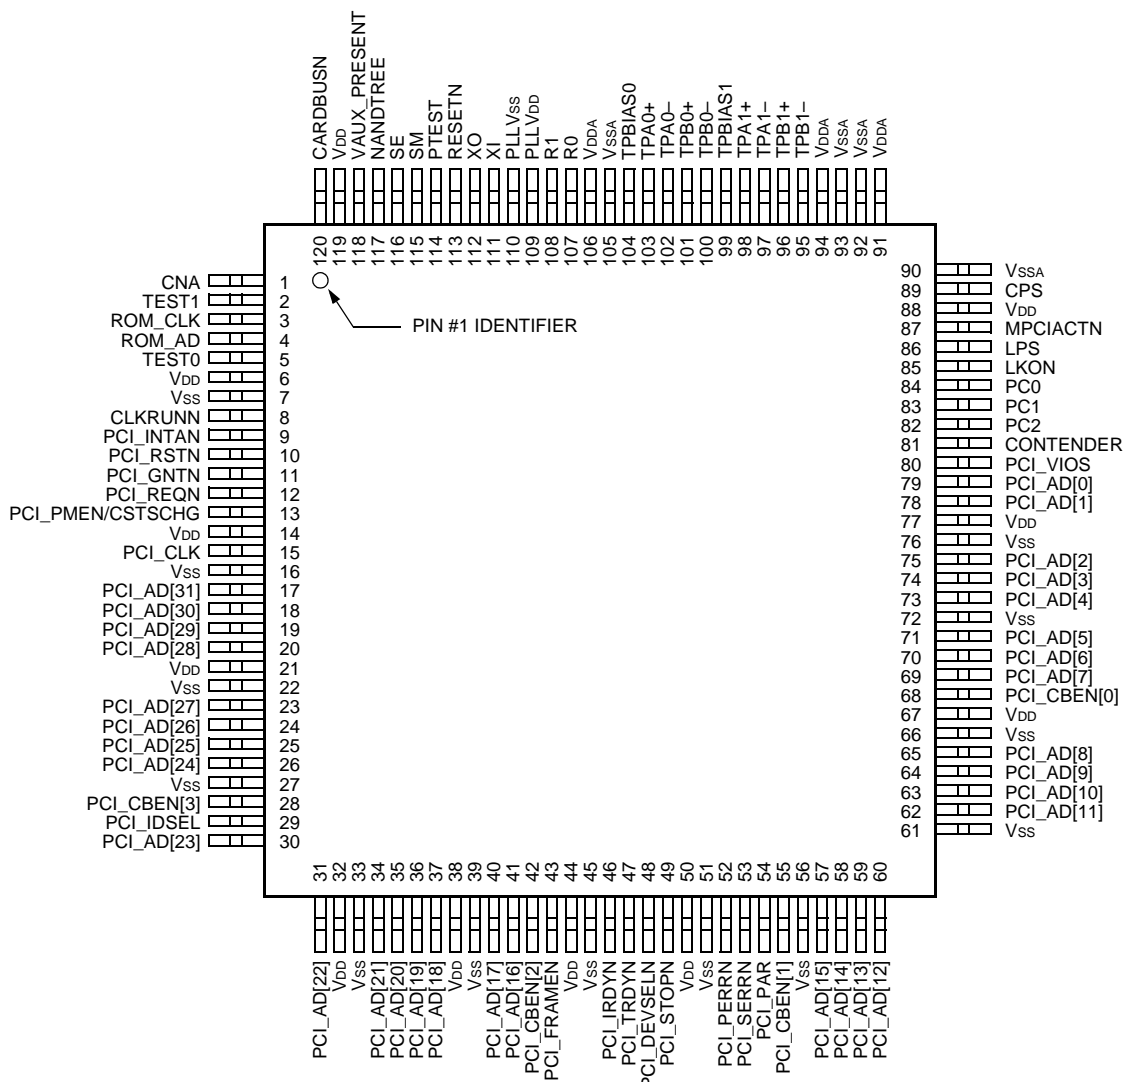 CARDBUSN
VDD
VAUX_PRESENT
NANDTREE
SE
SM
PTEST
RESETN
XO
XI
PLLVSS
PLLVDD
R1
R0
VDDA
VSSA
TPBIAS0
TPA0+
TPA0–
TPB0+
TPB0–
TPBIAS1
TPA1+
TPA1–
TPB1+
TPB1–
VDDA
VSSA
VSSA
VDDA
120
119
118
117
116
115
114
113
112
111
110
109
108
107
106
105
104
103
102
101
100
99
98
97
96
95
94
93
92
91
CNA 1
TEST1 2
ROM_CLK 3
ROM_AD 4
TEST0 5
VDD 6
VSS 7
CLKRUNN 8
PCI_INTAN 9
PCI_RSTN 10
PCI_GNTN 11
PCI_REQN 12
PCI_PMEN/CSTSCHG 13
VDD 14
PCI_CLK 15
VSS 16
PCI_AD[31] 17
PCI_AD[30] 18
PCI_AD[29] 19
PCI_AD[28] 20
VDD 21
VSS 22
PCI_AD[27] 23
PCI_AD[26] 24
PCI_AD[25] 25
PCI_AD[24] 26
VSS 27
PCI_CBEN[3] 28
PCI_IDSEL 29
PCI_AD[23] 30
PIN #1 IDENTIFIER
90 VSSA
89 CPS
88 VDD
87 MPCIACTN
86 LPS
85 LKON
84 PC0
83 PC1
82 PC2
81 CONTENDER
80 PCI_VIOS
79 PCI_AD[0]
78 PCI_AD[1]
77 VDD
76 VSS
75 PCI_AD[2]
74 PCI_AD[3]
73 PCI_AD[4]
72 VSS
71 PCI_AD[5]
70 PCI_AD[6]
69 PCI_AD[7]
68 PCI_CBEN[0]
67 VDD
66 VSS
65 PCI_AD[8]
64 PCI_AD[9]
63 PCI_AD[10]
62 PCI_AD[11]
61 VSS
31
32
33
34
35
36
37
38
39
40
41
42
43
44
45
46
47
48
49
50
51
52
53
54
55
56
57
58
59
60
PCI_AD[22]
VDD
VSS
PCI_AD[21]
PCI_AD[20]
PCI_AD[19]
PCI_AD[18]
VDD
VSS
PCI_AD[17]
PCI_AD[16]
PCI_CBEN[2]
PCI_FRAMEN
VDD
VSS
PCI_IRDYN
PCI_TRDYN
PCI_DEVSELN
PCI_STOPN
VDD
VSS
PCI_PERRN
PCI_SERRN
PCI_PAR
PCI_CBEN[1]
VSS
PCI_AD[15]
PCI_AD[14]
PCI_AD[13]
PCI_AD[12]